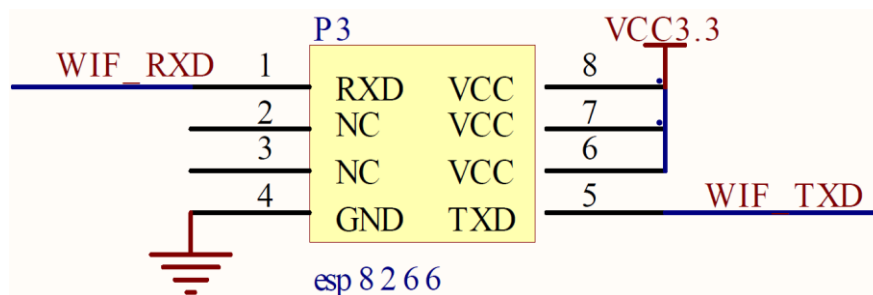 P3
VCC3.3
WIF_RXD 1 RXD VCC 8
2 NC VCC 7
3 NC VCC 6
4 GND TXD 5 WIF_TXD
esp8266